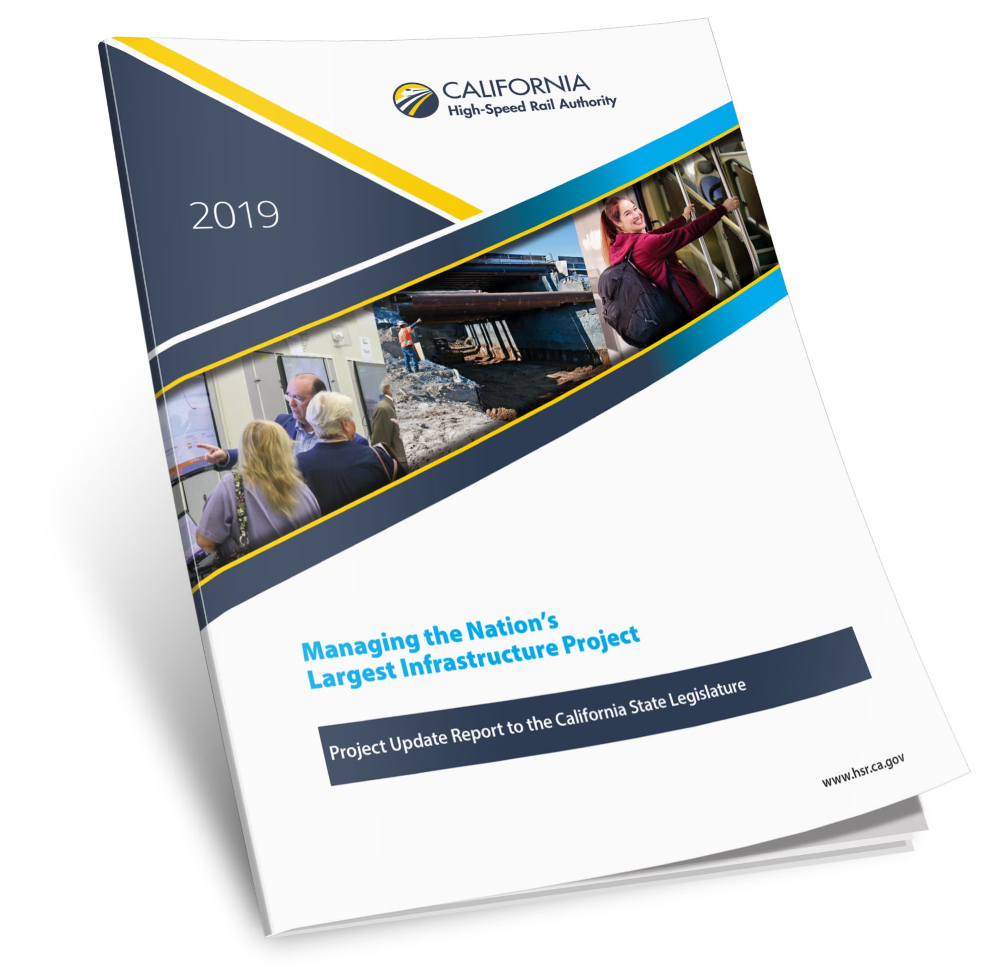 CALIFORNIA
High-Speed Rail Authority
2019
Managing the Nation's
Largest Infrastructure Project
Project Update Report to the California State Legislature
www.hsr.ca.gov